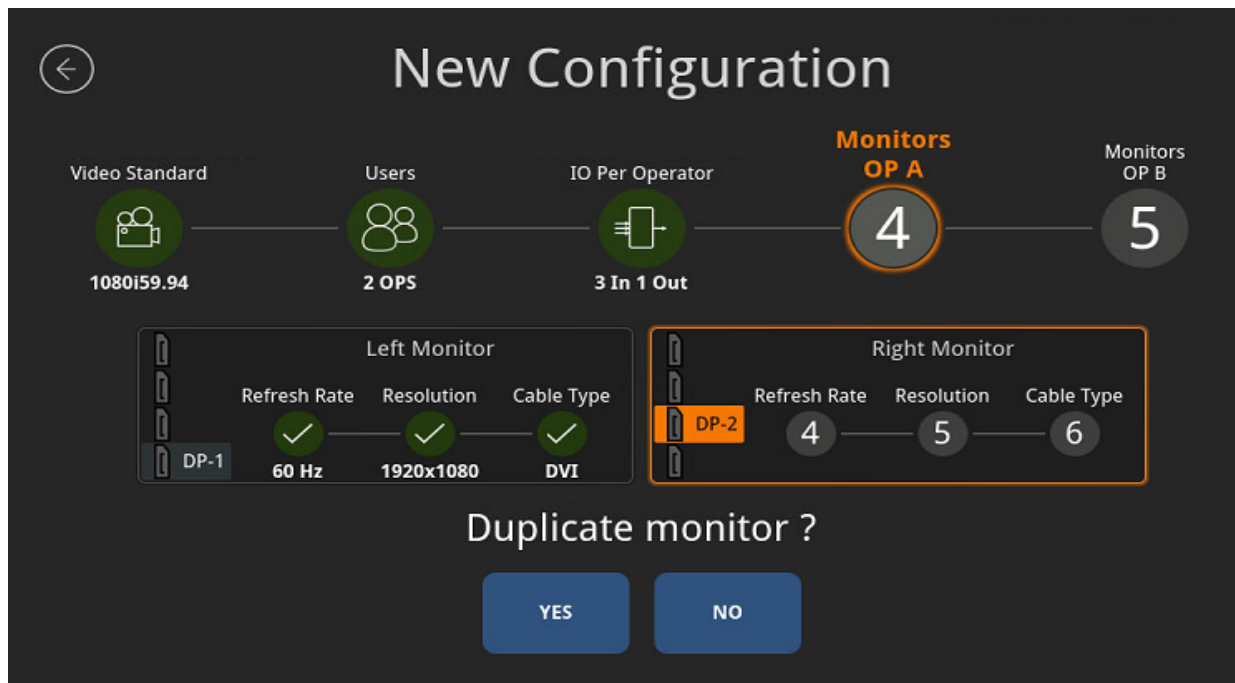 New Configuration
Video Standard
Users
IO Per Operator
Monitors
OP A
Monitors
OP B
4
5
1080i59.94
2 OPS
3 In 1 Out
Left Monitor
Refresh Rate
Resolution
Cable Type
DP-1
60 Hz
1920x1080
DVI
Right Monitor
Refresh Rate
Resolution
Cable Type
DP-2
4
5
6
Duplicate monitor ?
YES
NO